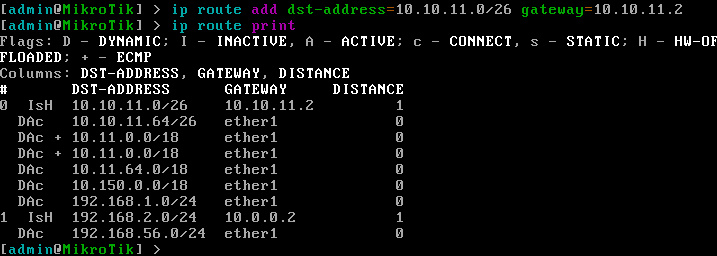 [admin@MikroTik] > ip route add dst-address=10.10.11.0/26 gateway=10.10.11.2
[admin@MikroTik] > ip route print
Flags: D - DYNAMIC; I - INACTIVE, A - ACTIVE; c - CONNECT, s - STATIC; H - HW-OF
FLOADED; + - ECMP
Columns: DST-ADDRESS, GATEWAY, DISTANCE
#      DST-ADDRESS      GATEWAY     DISTANCE
0  IsH  10.10.11.0/26    10.10.11.2         1
  DAc   10.10.11.64/26   ether1             0
  DAc + 10.11.0.0/18     ether1             0
  DAc + 10.11.0.0/18     ether1             0
  DAc   10.11.64.0/18    ether1             0
  DAc   10.150.0.0/18    ether1             0
  DAc   192.168.1.0/24   ether1             0
1  IsH  192.168.2.0/24   10.0.0.2           1
  DAc   192.168.56.0/24  ether1             0
[admin@MikroTik] >